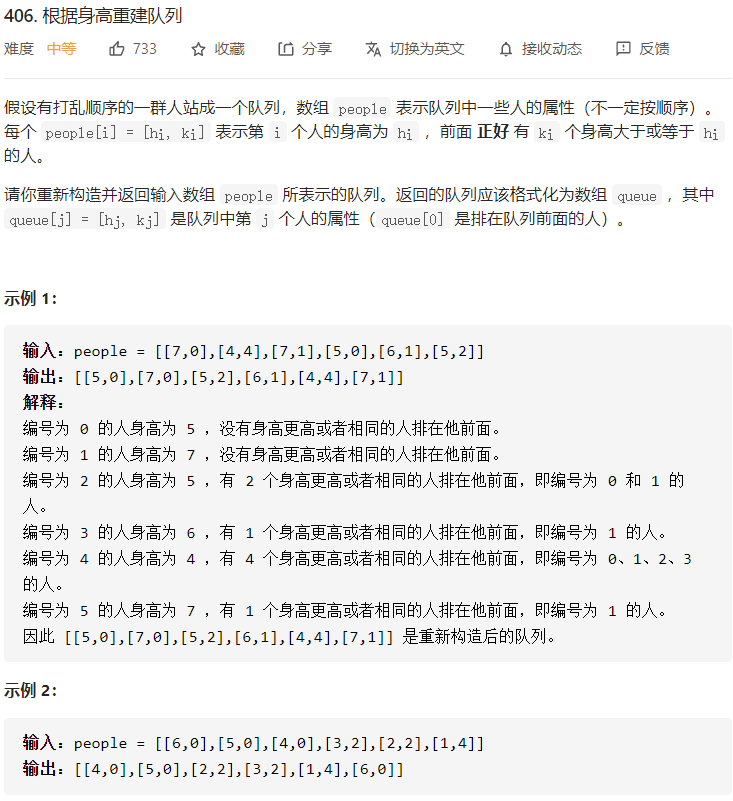 406. 根据身高重建队列
难度 中等 733 收藏 分享 切换为英文 接收动态 反馈
假设有打乱顺序的一群人站成一个队列，数组 people 表示队列中一些人的属性（不一定按顺序）。
每个 people[i] = [hi, ki] 表示第 i 个人的身高为 hi ，前面 正好 有 ki 个身高大于或等于 hi
的人。
请你重新构造并返回输入数组 people 所表示的队列。返回的队列应该格式化为数组 queue ，其中
queue[j] = [hj, kj] 是队列中第 j 个人的属性（ queue[0] 是排在队列前面的人）。
示例 1：
输入：people = [[7,0],[4,4],[7,1],[5,0],[6,1],[5,2]]
输出：[[5,0],[7,0],[5,2],[6,1],[4,4],[7,1]]
解释：
编号为 0 的人身高为 5 ，没有身高更高或者相同的人排在他前面。
编号为 1 的人身高为 7 ，没有身高更高或者相同的人排在他前面。
编号为 2 的人身高为 5 ，有 2 个身高更高或者相同的人排在他前面，即编号为 0 和 1 的
人。
编号为 3 的人身高为 6 ，有 1 个身高更高或者相同的人排在他前面，即编号为 1 的人。
编号为 4 的人身高为 4 ，有 4 个身高更高或者相同的人排在他前面，即编号为 0、1、2、3
的人。
编号为 5 的人身高为 7 ，有 1 个身高更高或者相同的人排在他前面，即编号为 1 的人。
因此 [[5,0],[7,0],[5,2],[6,1],[4,4],[7,1]] 是重新构造后的队列。
示例 2：
输入：people = [[6,0],[5,0],[4,0],[3,2],[2,2],[1,4]]
输出：[[4,0],[5,0],[2,2],[3,2],[1,4],[6,0]]